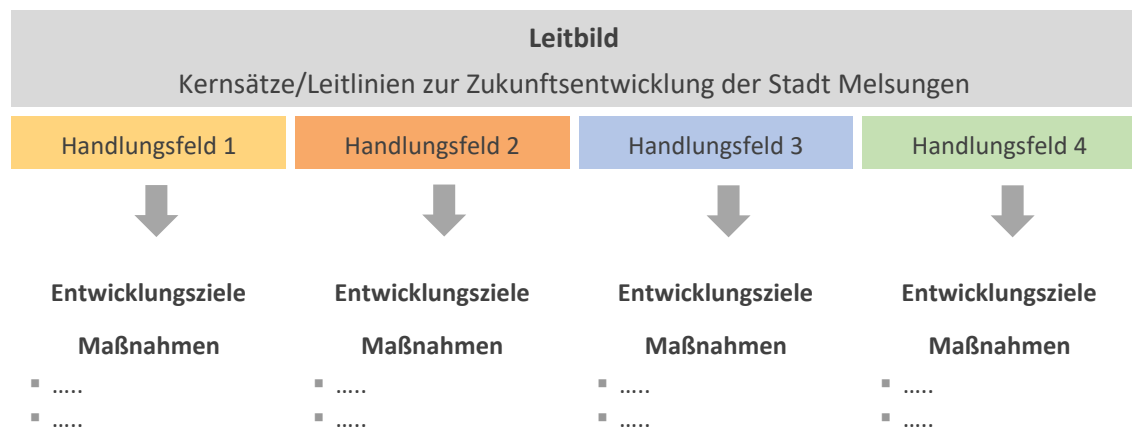 Leitbild
Kernsätze/Leitlinien zur Zukunftsentwicklung der Stadt Melsungen
Handlungsfeld 1
Handlungsfeld 2
Handlungsfeld 3
Handlungsfeld 4
Entwicklungsziele
Entwicklungsziele
Entwicklungsziele
Entwicklungsziele
Maßnahmen
Maßnahmen
Maßnahmen
Maßnahmen
▪ .....
▪ .....
▪ .....
▪ .....
▪ .....
▪ .....
▪ .....
▪ .....